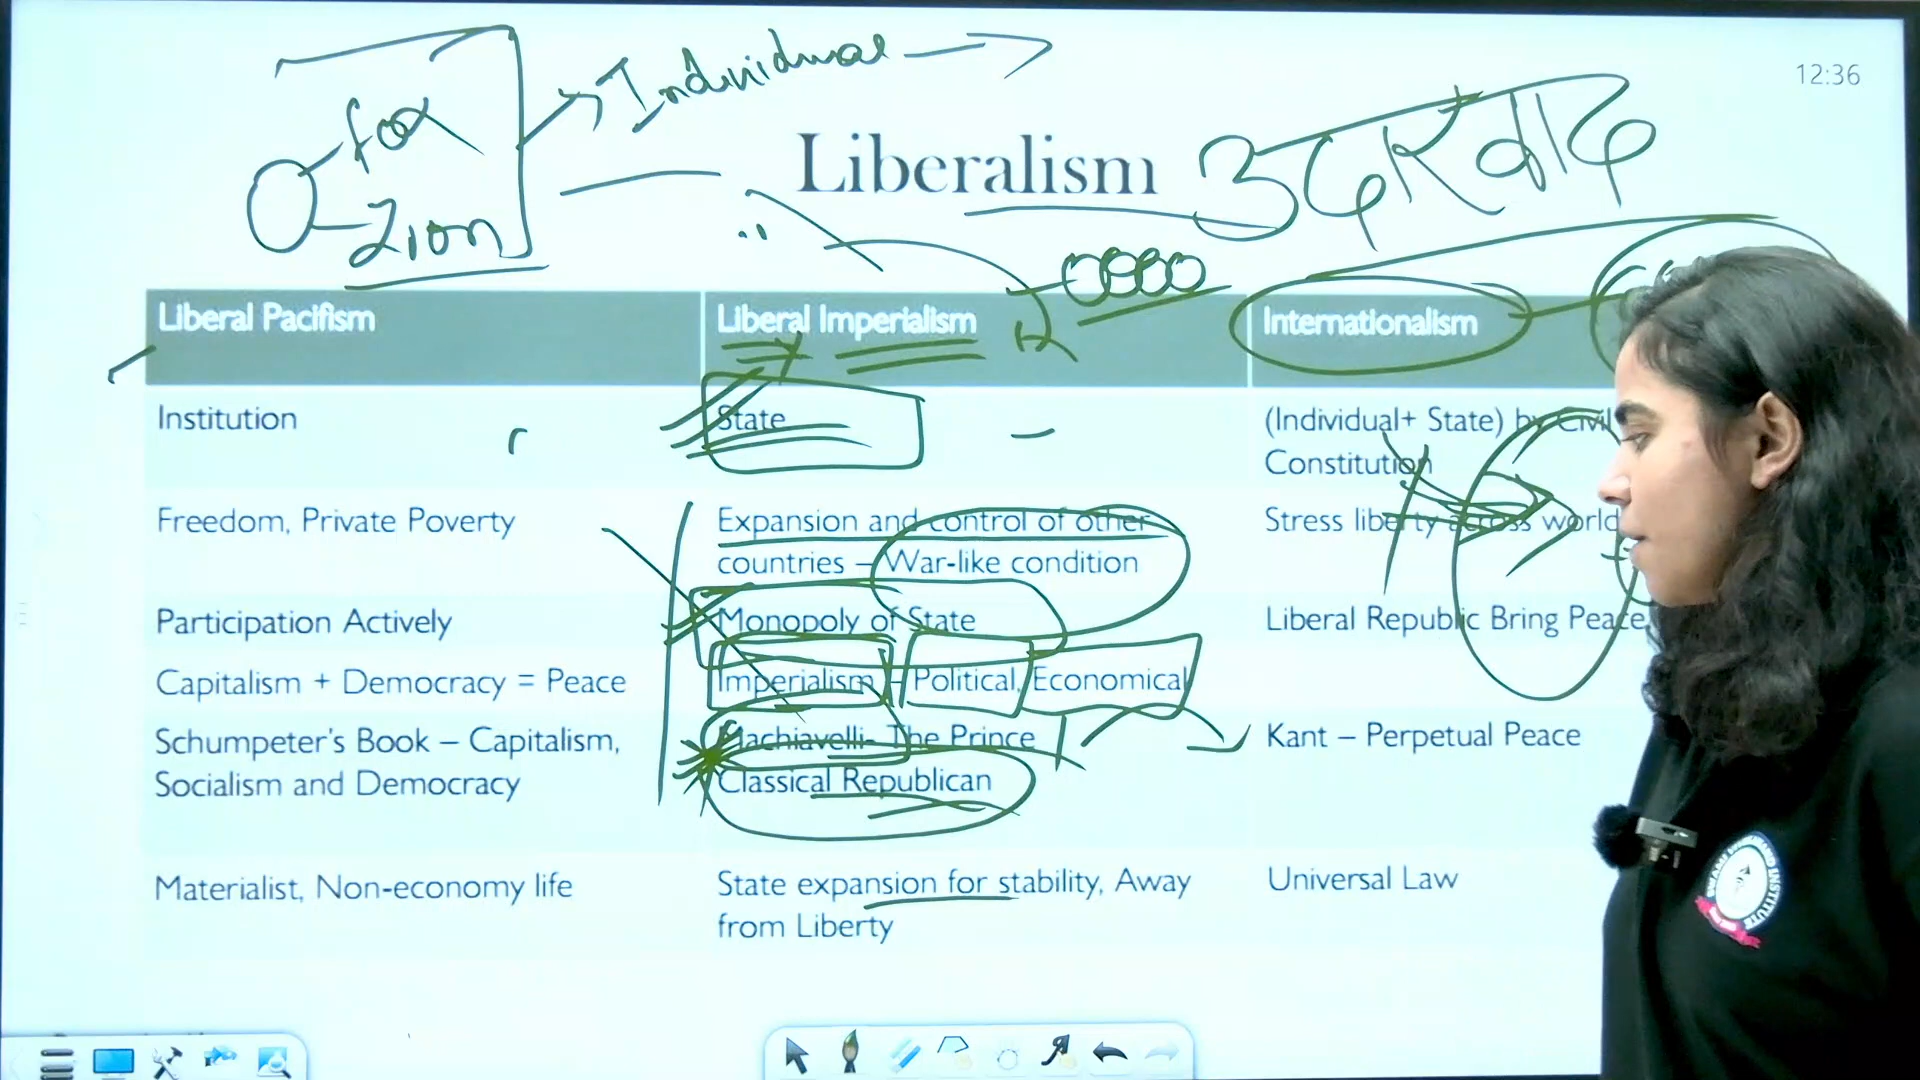 Individual
12:36
fox
Liberalism उदारवाद
Lion
Liberal Pacifism
Liberal Imperialism
Internationalism
Institution
State
(Individual+ State) by Civil
Constitution
Freedom, Private Poverty
Expansion and control of other
countries – War-like condition
Stress liberty across world
Participation Actively
Monopoly of State
Liberal Republic Bring Peace
Capitalism + Democracy = Peace
Imperialism – Political, Economical
Schumpeter's Book – Capitalism,
Socialism and Democracy
Machiavelli- The Prince
Classical Republican
Kant – Perpetual Peace
Materialist, Non-economy life
State expansion for stability, Away
from Liberty
Universal Law